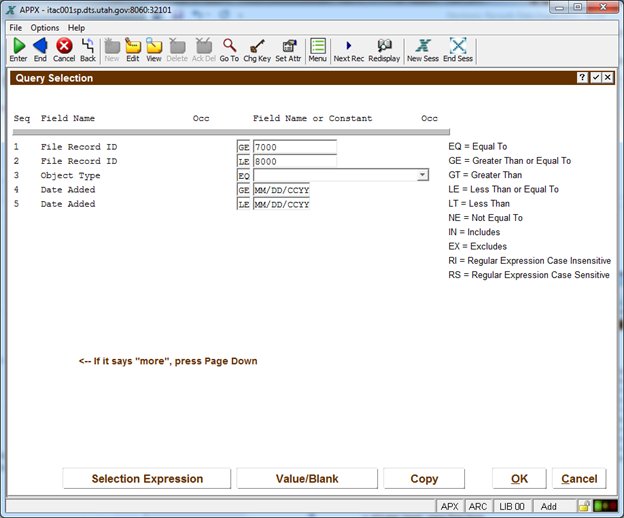 APPX - itac001sp.dts.utah.gov:8060:32101
File Options Help
Enter End Cancel Back New Edit View Delete Ack Del Go To Chg Key Set Attr Menu Next Rec Redisplay New Sess End Sess
Query Selection
Seq Field Name Occ Field Name or Constant Occ
1 File Record ID GE 7000
2 File Record ID LE 8000
3 Object Type EQ
4 Date Added GE MM/DD/CCYY
5 Date Added LE MM/DD/CCYY
EQ = Equal To
GE = Greater Than or Equal To
GT = Greater Than
LE = Less Than or Equal To
LT = Less Than
NE = Not Equal To
IN = Includes
EX = Excludes
RI = Regular Expression Case Insensitive
RS = Regular Expression Case Sensitive
<-- If it says "more", press Page Down
Selection Expression Value/Blank Copy OK Cancel
APX ARC LIB 00 Add